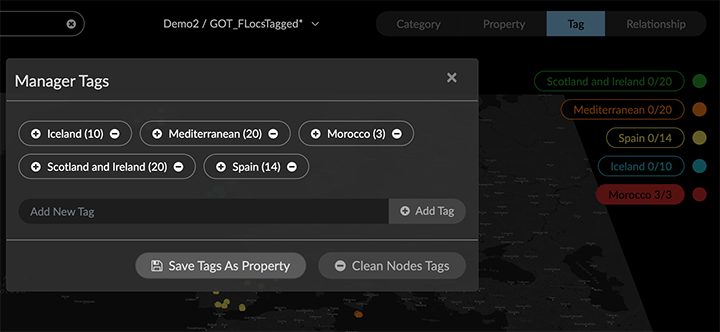 Demo2 / GOT_FLocsTagged*
Category Property Tag Relationship
Manager Tags
Iceland (10) Mediterranean (20) Morocco (3)
Scotland and Ireland (20) Spain (14)
Add New Tag Add Tag
Save Tags As Property Clean Nodes Tags
Scotland and Ireland 0/20
Mediterranean 0/20
Spain 0/14
Iceland 0/10
Morocco 3/3